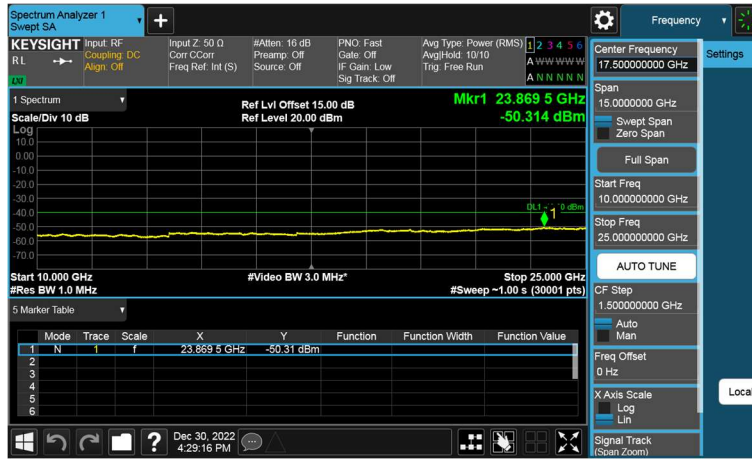 Spectrum Analyzer 1
Swept SA
+
Frequency
KEYSIGHT
RL
LXI
Input: RF
Coupling: DC
Align: Off
Input Z: 50 Ω
Corr CCorr
Freq Ref: Int (S)
#Atten: 16 dB
Preamp: Off
Source: Off
PNO: Fast
Gate: Off
IF Gain: Low
Sig Track: Off
Avg Type: Power (RMS)
Avg|Hold: 10/10
Trig: Free Run
1 2 3 4 5 6
A W W W W W
A N N N N N
1 Spectrum
Scale/Div 10 dB
Ref Lvl Offset 15.00 dB
Ref Level 20.00 dBm
Mkr1 23.869 5 GHz
-50.314 dBm
Log
10.0
0.00
-10.0
-20.0
-30.0
-40.0
-50.0
-60.0
-70.0
DL1
dBm
1
Start 10.000 GHz
#Res BW 1.0 MHz
#Video BW 3.0 MHz*
Stop 25.000 GHz
#Sweep ~1.00 s (30001 pts)
5 Marker Table
Mode Trace Scale X Y Function Function Width Function Value
1 N 1 f 23.869 5 GHz -50.31 dBm
2
3
4
5
6
Dec 30, 2022
4:29:16 PM
Center Frequency
17.500000000 GHz
Settings
Span
15.0000000 GHz
Swept Span
Zero Span
Full Span
Start Freq
10.000000000 GHz
Stop Freq
25.000000000 GHz
AUTO TUNE
CF Step
1.500000000 GHz
Auto
Man
Freq Offset
0 Hz
X Axis Scale
Log
Lin
Local
Signal Track
(Span Zoom)